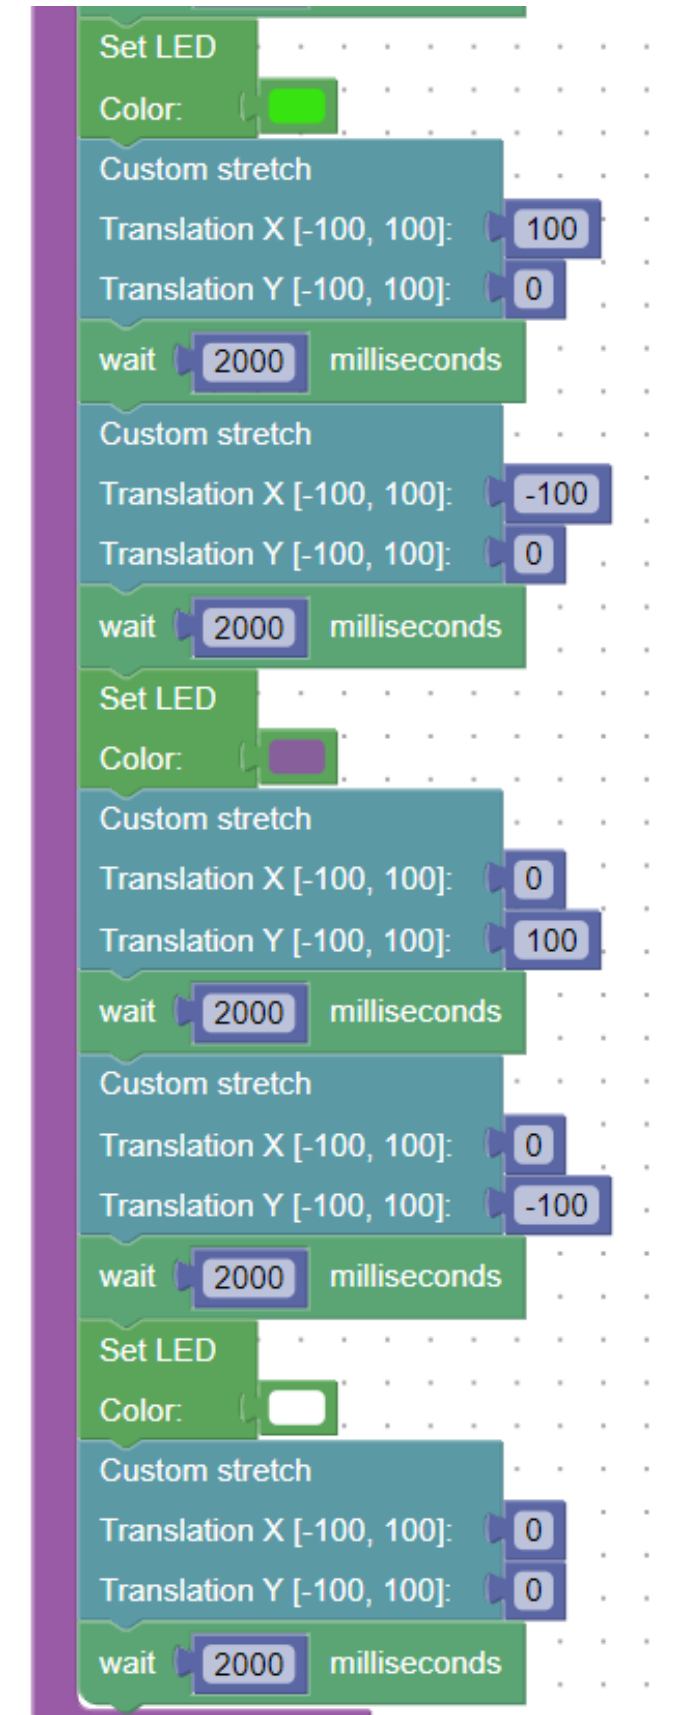 Set LED
Color:
Custom stretch
Translation X [-100, 100]: 100
Translation Y [-100, 100]: 0
wait 2000 milliseconds
Custom stretch
Translation X [-100, 100]: -100
Translation Y [-100, 100]: 0
wait 2000 milliseconds
Set LED
Color:
Custom stretch
Translation X [-100, 100]: 0
Translation Y [-100, 100]: 100
wait 2000 milliseconds
Custom stretch
Translation X [-100, 100]: 0
Translation Y [-100, 100]: -100
wait 2000 milliseconds
Set LED
Color:
Custom stretch
Translation X [-100, 100]: 0
Translation Y [-100, 100]: 0
wait 2000 milliseconds